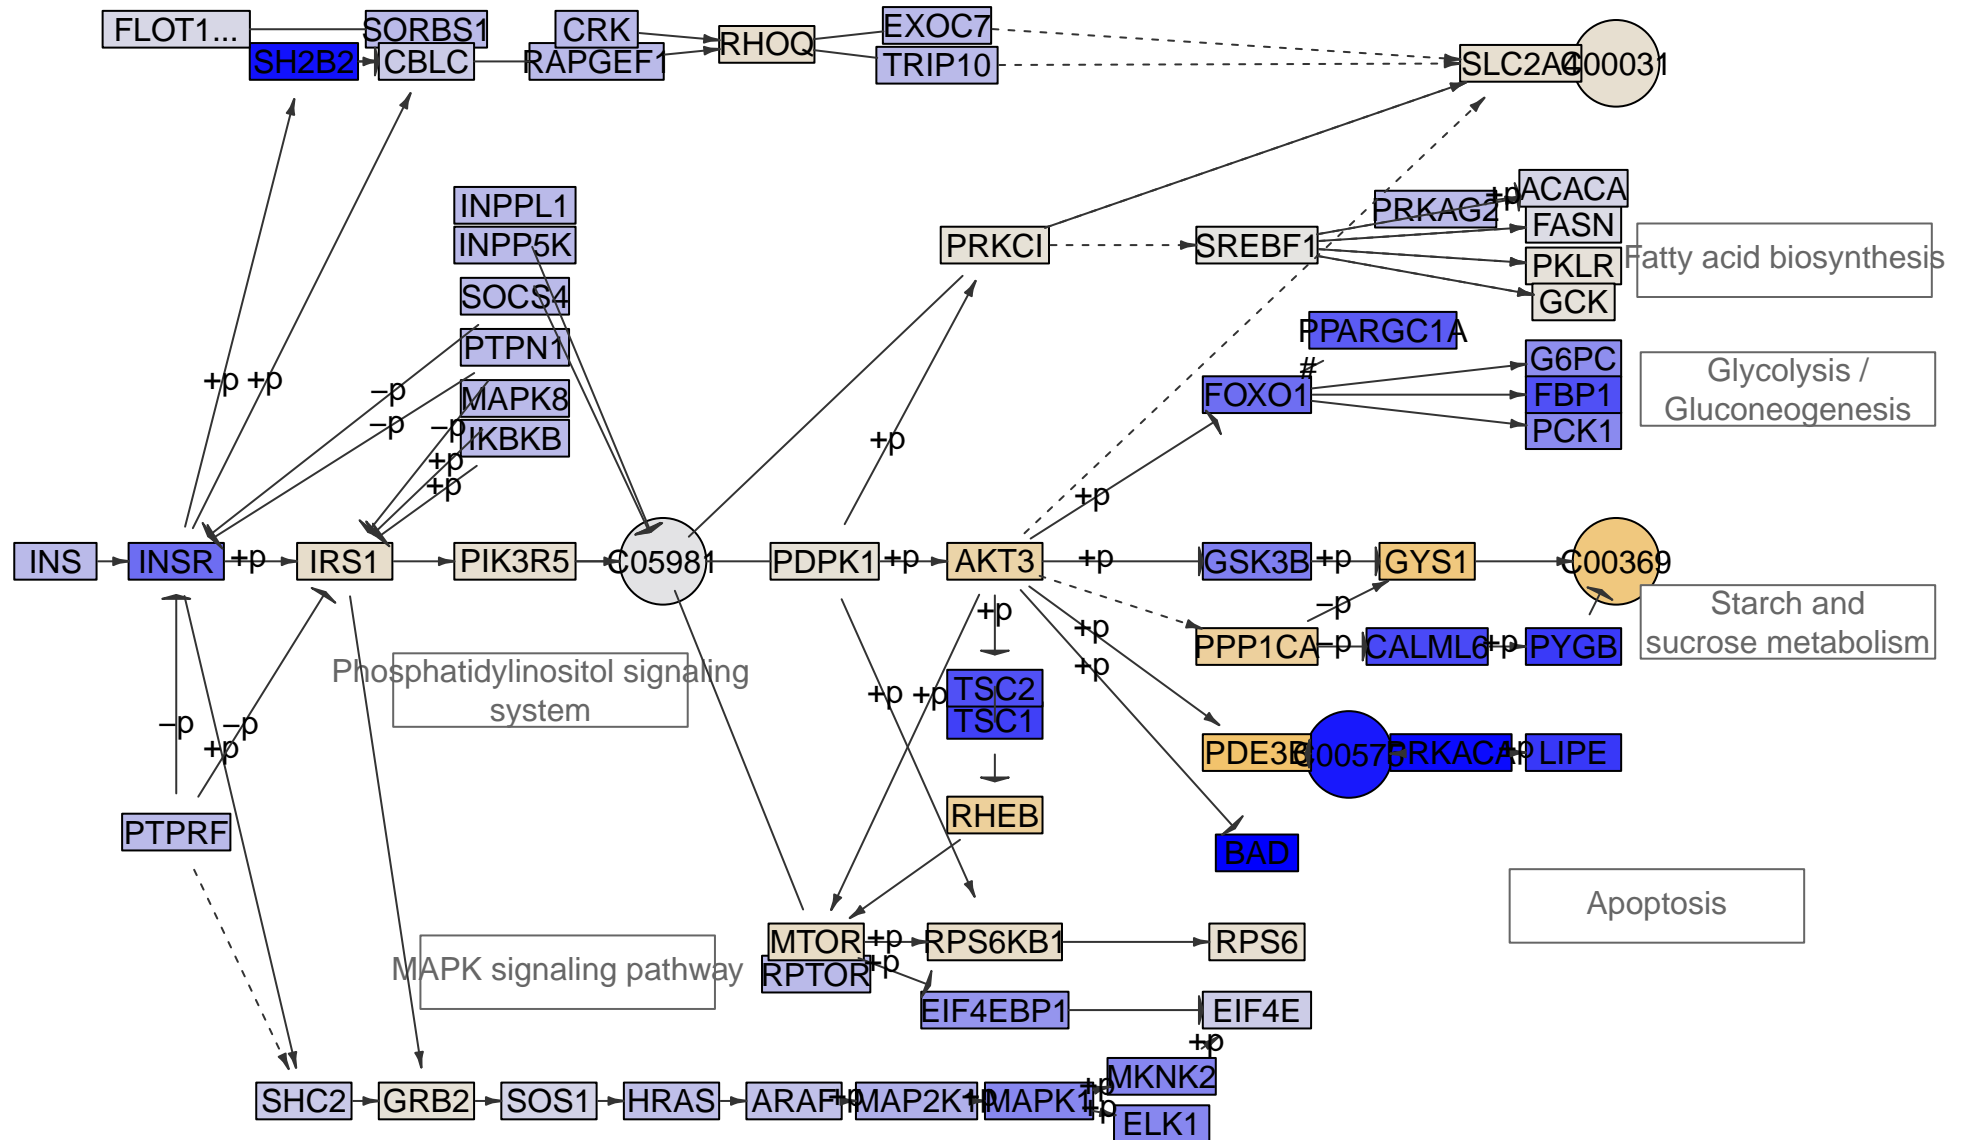 FLOT1...
SORBS1
CRK
EXOC7
SH2B2
CBLC
RAPGEF1
RHOQ
TRIP10
SLC2A4
C00031
INPPL1
PRKAG2
+p
ACACA
INPP5K
PRKCI
SREBF1
FASN
PKLR
GCK
Fatty acid biosynthesis
SOCS4
PTPN1
PPARGC1A
#
G6PC
FBP1
PCK1
Glycolysis /
Gluconeogenesis
+p
+p
−p
−p
MAPK8
−p
IKBKB
+p
+p
+p
FOXO1
+p
INS
INSR
+p
IRS1
PIK3R5
C05981
PDPK1
+p
AKT3
+p
GSK3B
+p
GYS1
C00369
+p
−p
Starch and
sucrose metabolism
+p
PPP1CA
−p
CALML6
+p
PYGB
+p
Phosphatidylinositol signaling
system
+p
+p
TSC2
TSC1
−p
+p
−p
PDE3B
C00575
PRKACA
+p
LIPE
PTPRF
RHEB
BAD
Apoptosis
MAPK signaling pathway
MTOR
+p
RPS6KB1
RPS6
RPTOR
+p
EIF4EBP1
EIF4E
+p
SHC2
GRB2
SOS1
HRAS
ARAF
+p
MAP2K1
+p
MAPK1
+p
MKNK2
+p
ELK1